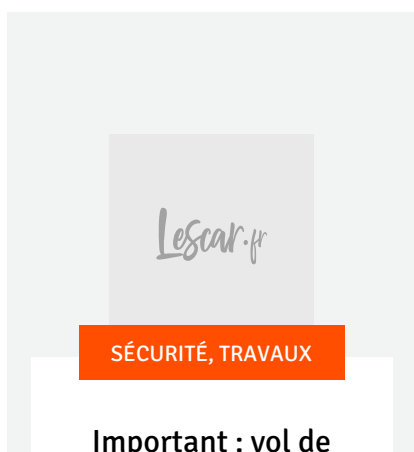 Lescar.fr
SÉCURITÉ, TRAVAUX
Important : vol de